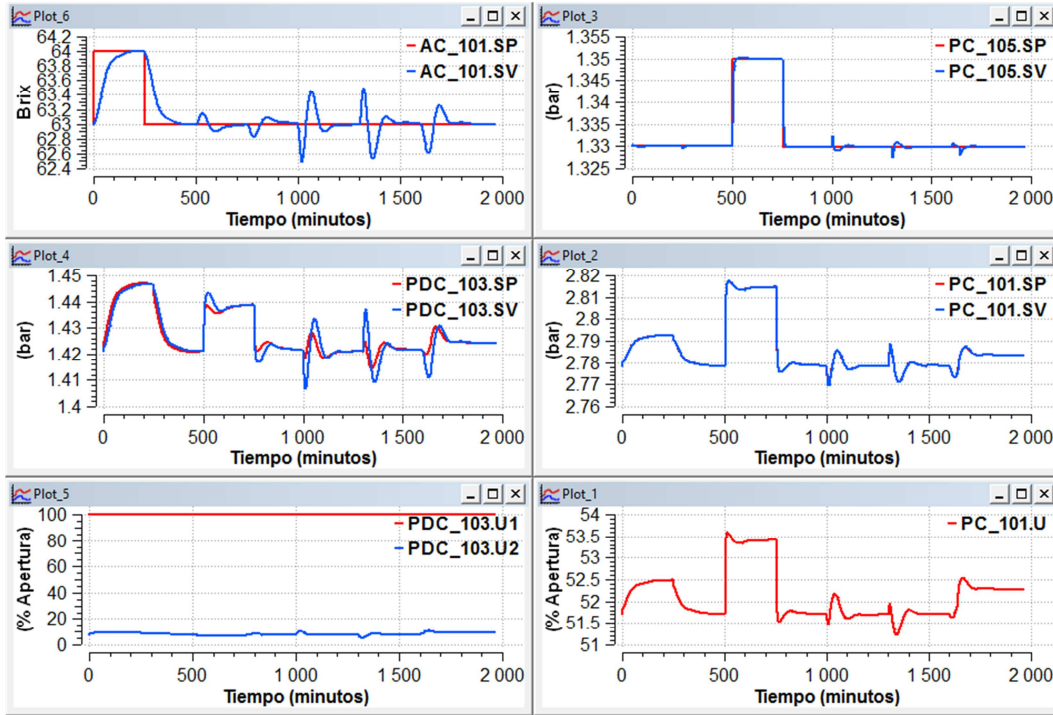 Plot_6
64.2
64
63.8
63.6
63.4
63.2
63
62.8
62.6
62.4
Brix
AC_101.SP
AC_101.SV
0
500
1 000
1 500
2 000
Tiempo (minutos)
Plot_3
1.355
1.35
1.345
1.34
1.335
1.330
1.325
(bar)
PC_105.SP
PC_105.SV
0
500
1 000
1 500
2 000
Tiempo (minutos)
Plot_4
1.45
1.44
1.43
1.42
1.41
1.4
(bar)
PDC_103.SP
PDC_103.SV
0
500
1 000
1 500
2 000
Tiempo (minutos)
Plot_2
2.82
2.81
2.8
2.79
2.78
2.77
2.76
(bar)
PC_101.SP
PC_101.SV
0
500
1 000
1 500
2 000
Tiempo (minutos)
Plot_5
100
80
60
40
20
0
(% Apertura)
PDC_103.U1
PDC_103.U2
0
500
1 000
1 500
2 000
Tiempo (minutos)
Plot_1
54
53.5
53
52.5
52
51.5
51
(% Apertura)
PC_101.U
0
500
1 000
1 500
2 000
Tiempo (minutos)